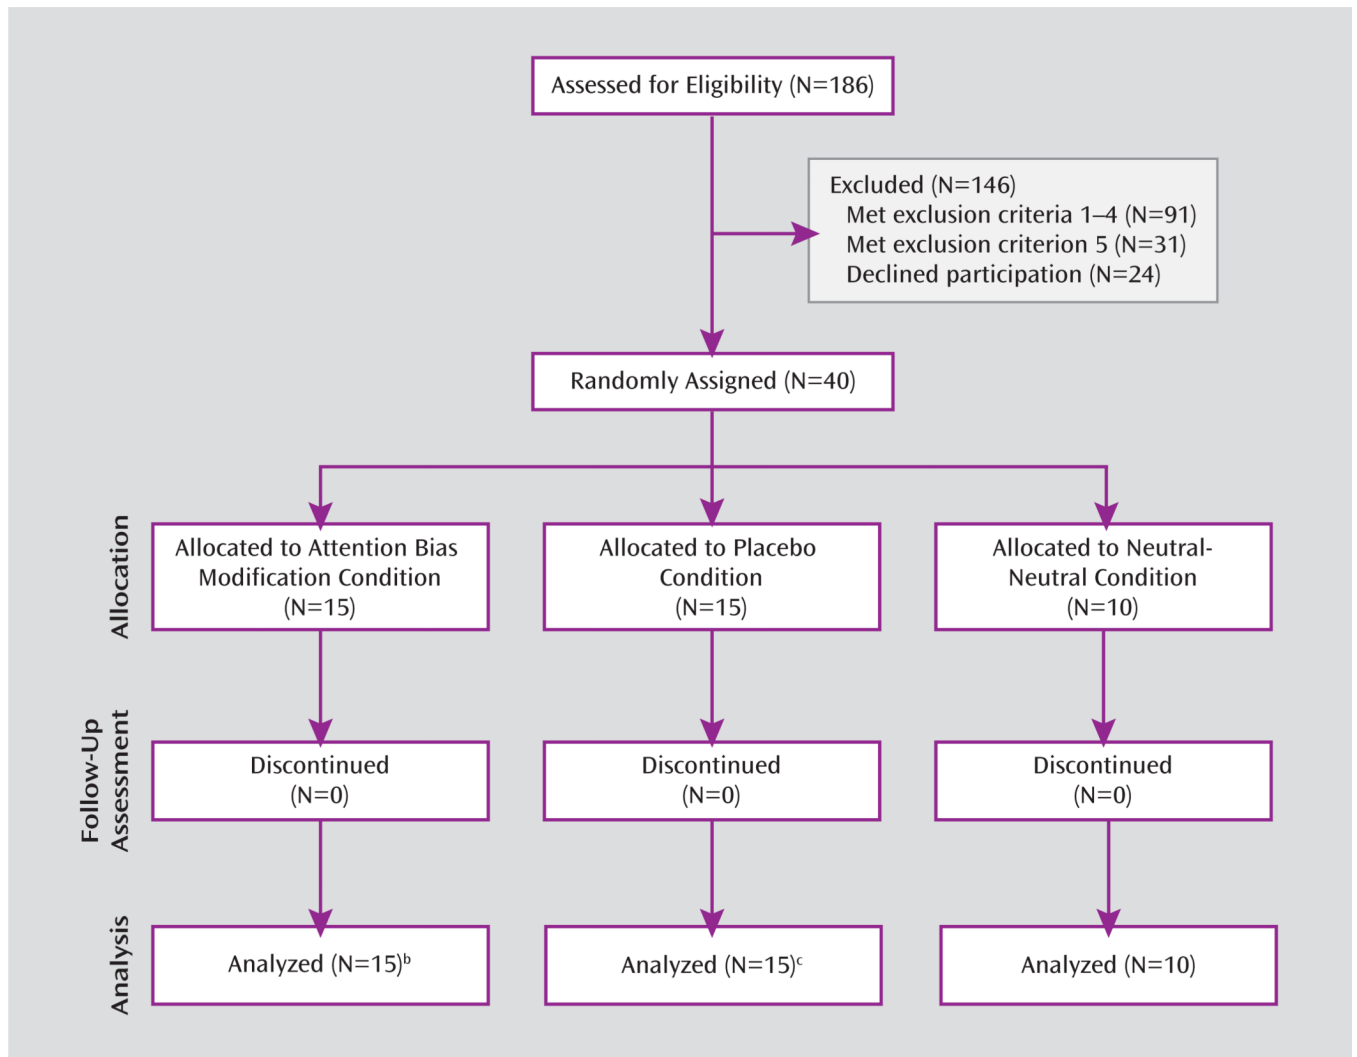 Assessed for Eligibility (N=186)
Excluded (N=146)
Met exclusion criteria 1–4 (N=91)
Met exclusion criterion 5 (N=31)
Declined participation (N=24)
Randomly Assigned (N=40)
Allocation
Allocated to Attention Bias
Modification Condition
(N=15)
Allocated to Placebo
Condition
(N=15)
Allocated to Neutral-
Neutral Condition
(N=10)
Follow-Up
Assessment
Discontinued
(N=0)
Discontinued
(N=0)
Discontinued
(N=0)
Analysis
Analyzed (N=15)ᵇ
Analyzed (N=15)ᶜ
Analyzed (N=10)